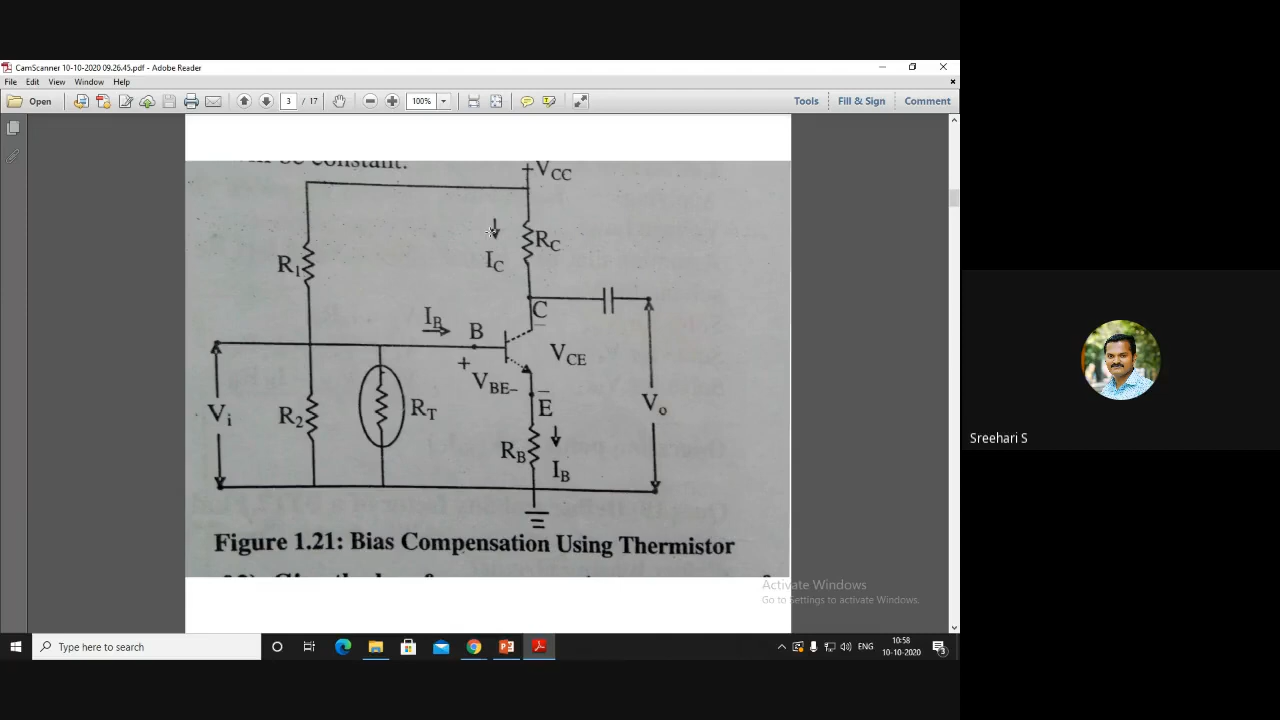 CamScanner 10-10-2020 09.26.45.pdf - Adobe Reader
File Edit View Window Help
Open 3 / 17 100% Tools Fill & Sign Comment
be constant.
+VCC
RC
IC
R1
IB
B
C
+
VBE-
VCE
Vi
R2
RT
E
Vo
RB
IB
Figure 1.21: Bias Compensation Using Thermistor
Activate Windows
Go to Settings to activate Windows.
Sreehari S
Type here to search
ENG
10:58
10-10-2020
3